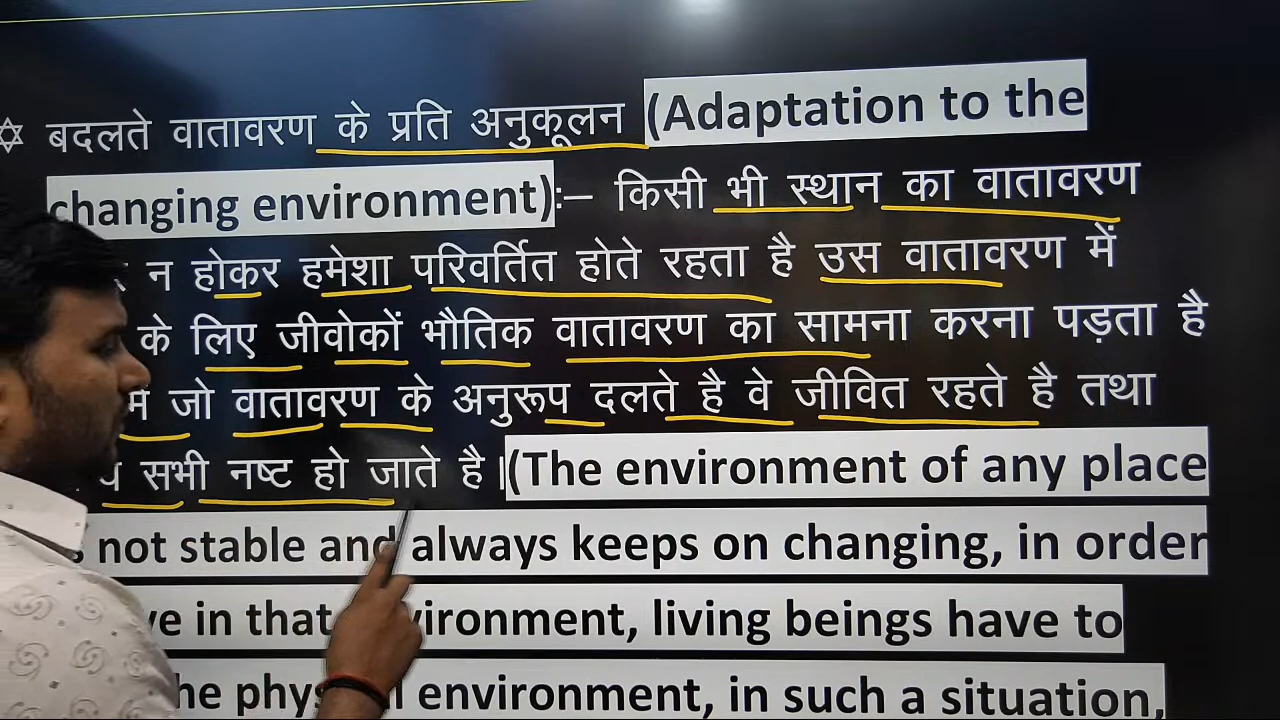 ✡ बदलते वातावरण के प्रति अनुकूलन (Adaptation to the
changing environment):– किसी भी स्थान का वातावरण
न होकर हमेशा परिवर्तित होते रहता है उस वातावरण में
के लिए जीवोकों भौतिक वातावरण का सामना करना पड़ता है
जो वातावरण के अनुरूप दलते है वे जीवित रहते है तथा
सभी नष्ट हो जाते है।(The environment of any place
not stable and always keeps on changing, in order
in that environment, living beings have to
environment, in such a situation,